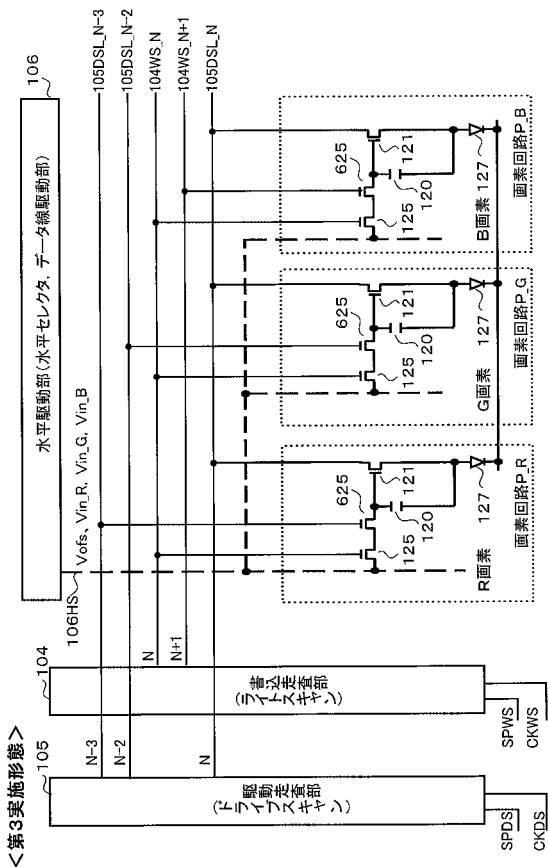 <第3実施形態>
105
104
106
駆動走査部
(ドライブスキャン)
書込走査部
(ライトスキャン)
水平駆動部(水平セレクタ、データ線駆動部)
106HS
Vofs、Vin_R、Vin_G、Vin_B
N-3
N-2
N
N
N+1
105DSL_N-3
105DSL_N-2
104WS_N
104WS_N+1
105DSL_N
SPDS
CKDS
SPWS
CKWS
625
125
120
121
127
R画素
画素回路P_R
625
125
120
121
127
G画素
画素回路P_G
625
125
120
121
127
B画素
画素回路P_B